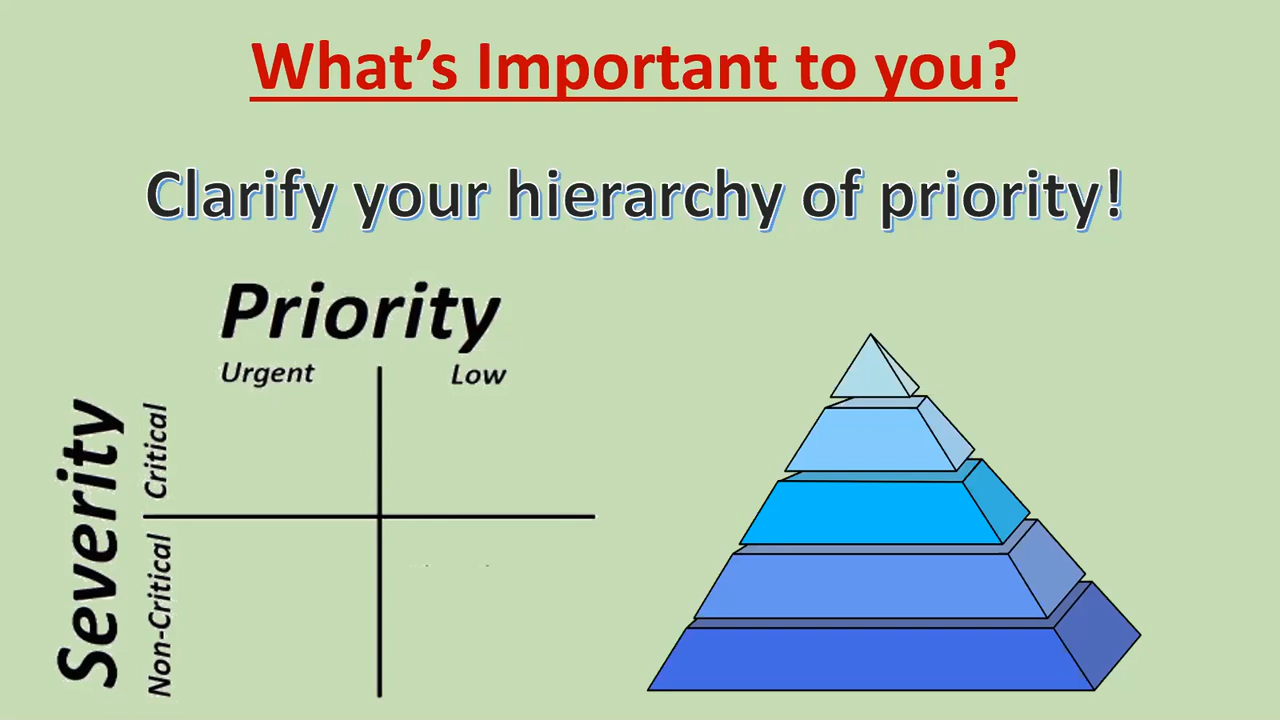 What's Important to you?
Clarify your hierarchy of priority!
Priority
Urgent Low
Severity
Critical
Non-Critical